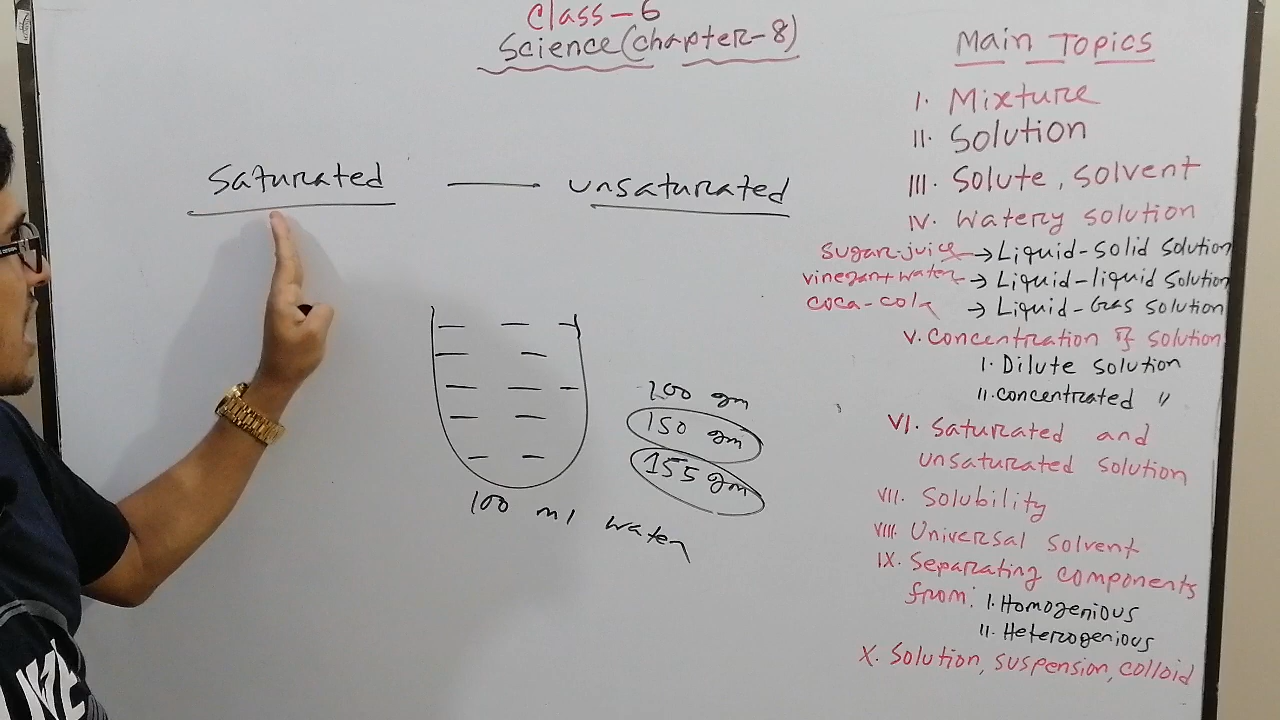 Class-6
Science (chapter-8)
Saturated — unsaturated
100 gm
150 gm
155 gm
100 ml water
Main Topics
I. Mixture
II. Solution
III. Solute, solvent
IV. Watery solution
sugar-juice → Liquid-solid solution
vinegar+water → Liquid-liquid solution
coca-cola → Liquid-Gas solution
V. Concentration of solution
I. Dilute solution
II. concentrated "
VI. Saturated and
unsaturated solution
VII. Solubility
VIII. Universal solvent
IX. Separating components
from: I. Homogenious
II. Heterogenious
X. Solution, suspension, colloid